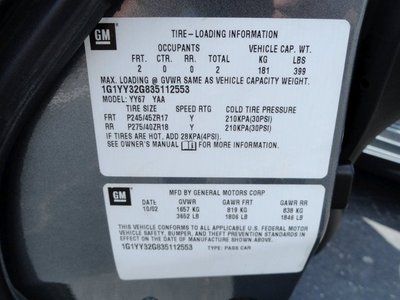 GM
TIRE-LOADING INFORMATION
OCCUPANTS VEHICLE CAP. WT.
FRT. CTR. RR. TOTAL KG LBS
2 0 0 2 181 399
MAX. LOADING @ GVWR SAME AS VEHICLE CAPACITY WEIGHT.
1G1YY32G835112553
MODEL: YY67 YAA
TIRE SIZE SPEED RTG COLD TIRE PRESSURE
FRT P245/45ZR17 Y 210KPA(30PSI)
RR P275/40ZR18 Y 210KPA(30PSI)
IF TIRES ARE HOT, ADD 28KPA(4PSI).
SEE OWNER'S MANUAL FOR MORE INFORMATION.
GM
MFD BY GENERAL MOTORS CORP
DATE GVWR GAWR FRT GAWR RR
10/02 1657 KG 819 KG 838 KG
3652 LB 1806 LB 1846 LB
THIS VEHICLE CONFORMS TO ALL APPLICABLE U.S. FEDERAL MOTOR
VEHICLE SAFETY, BUMPER, AND THEFT PREVENTION STANDARDS IN
EFFECT ON THE DATE OF MANUFACTURE SHOWN ABOVE.
1G1YY32G835112553 TYPE: PASS CAR